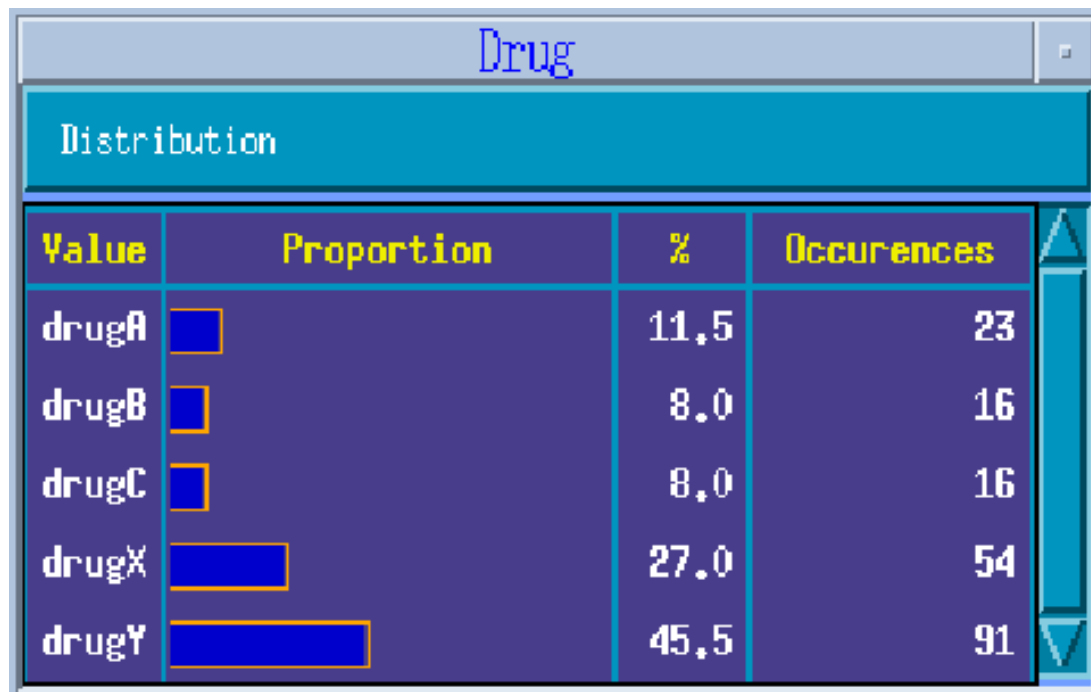 Drug
Distribution
Value Proportion % Occurences
drugA 11.5 23
drugB 8.0 16
drugC 8.0 16
drugX 27.0 54
drugY 45.5 91